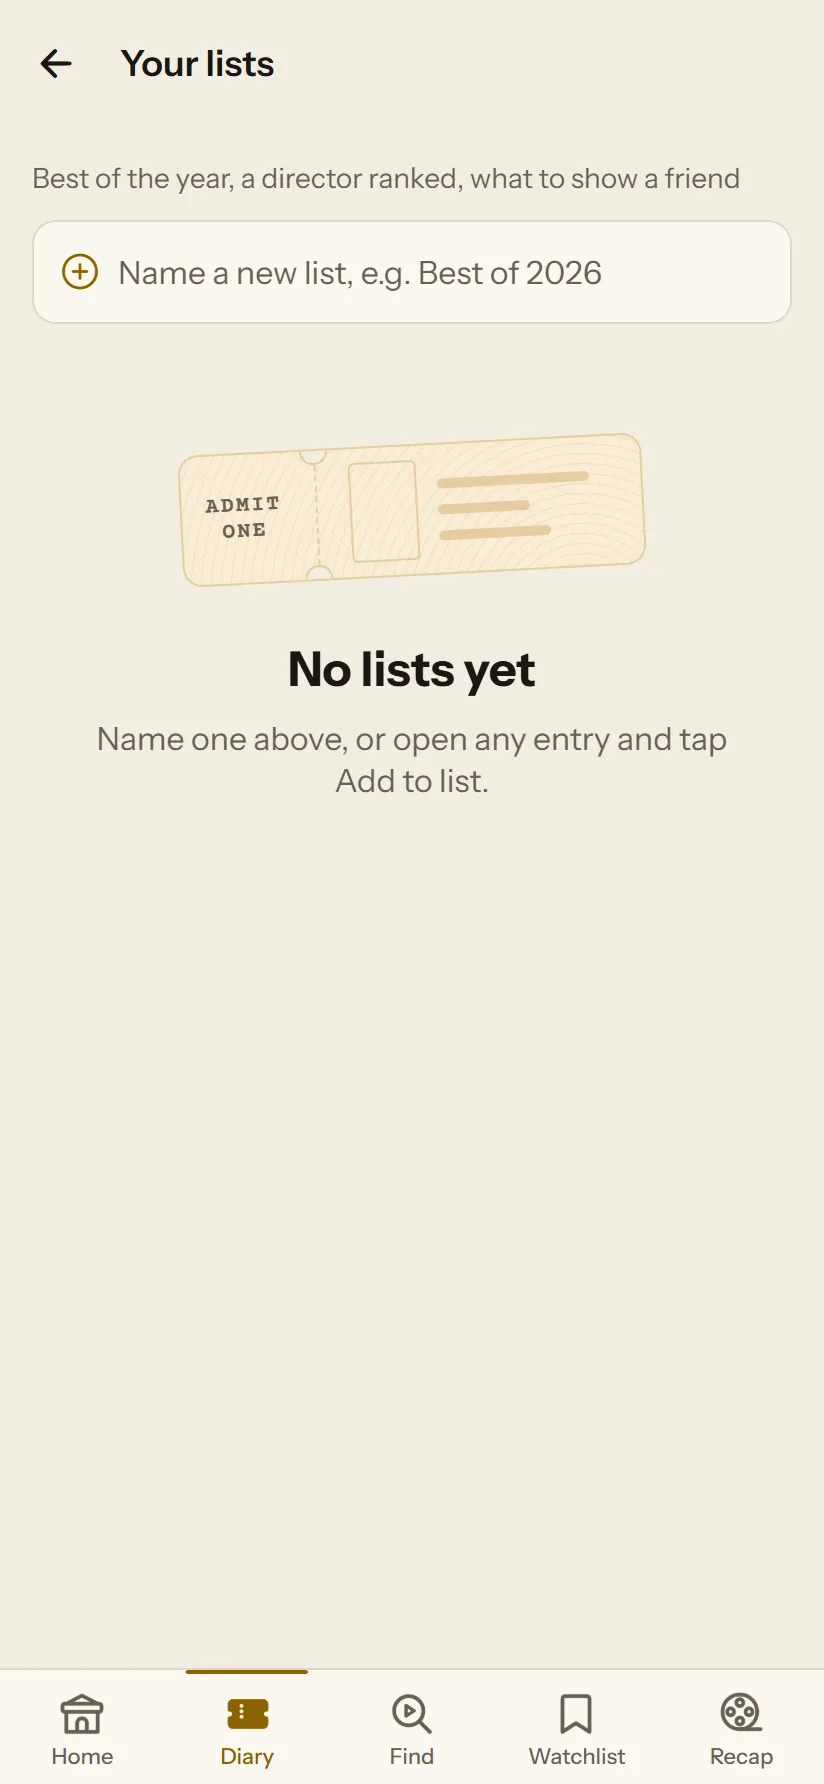 Your lists
Best of the year, a director ranked, what to show a friend
Name a new list, e.g. Best of 2026
ADMIT
ONE
No lists yet
Name one above, or open any entry and tap
Add to list.
Home
Diary
Find
Watchlist
Recap